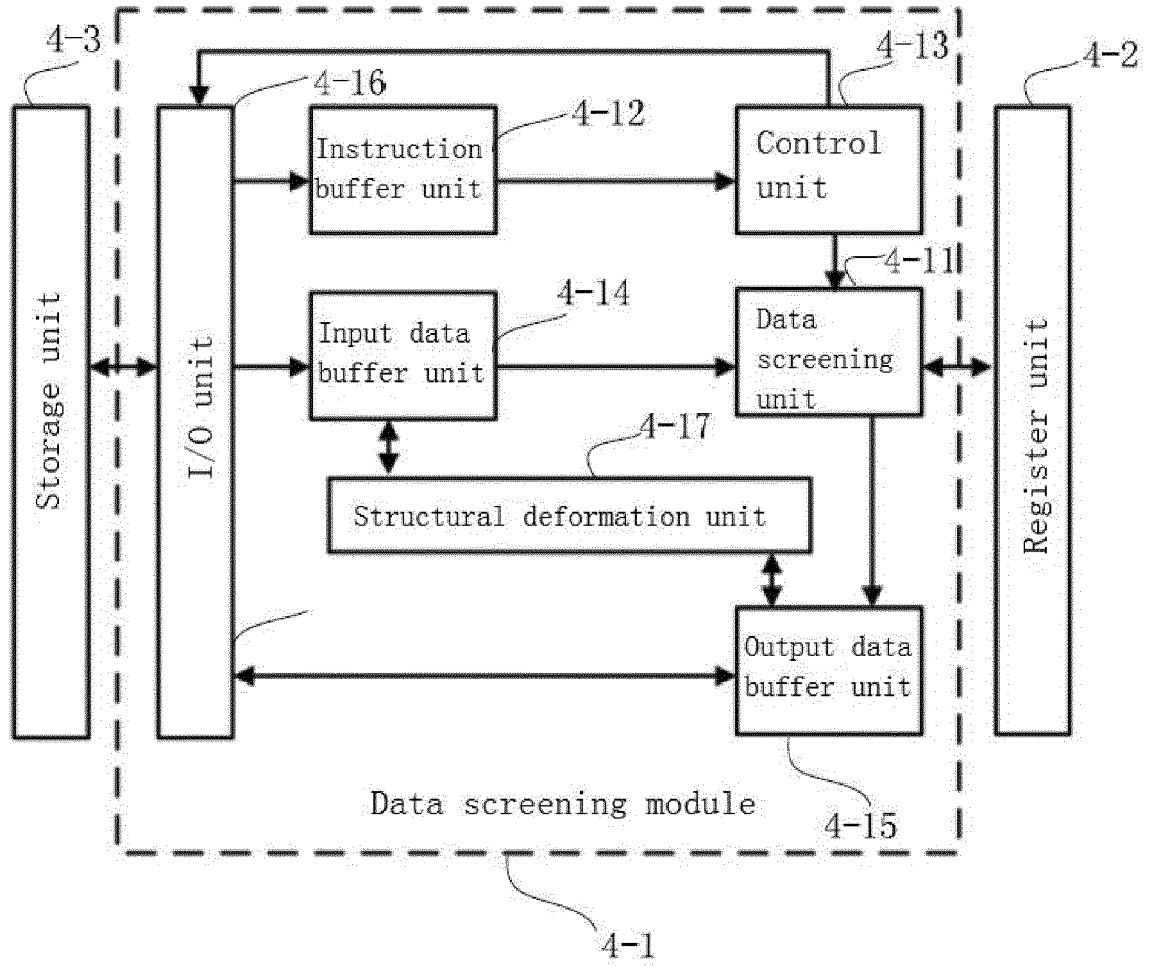 4-3
4-16
4-12
4-13
4-2
Instruction
buffer unit
Control
unit
4-11
4-14
Input data
buffer unit
Data
screening
unit
Storage unit
I/O unit
Register unit
4-17
Structural deformation unit
Output data
buffer unit
Data screening module
4-15
4-1